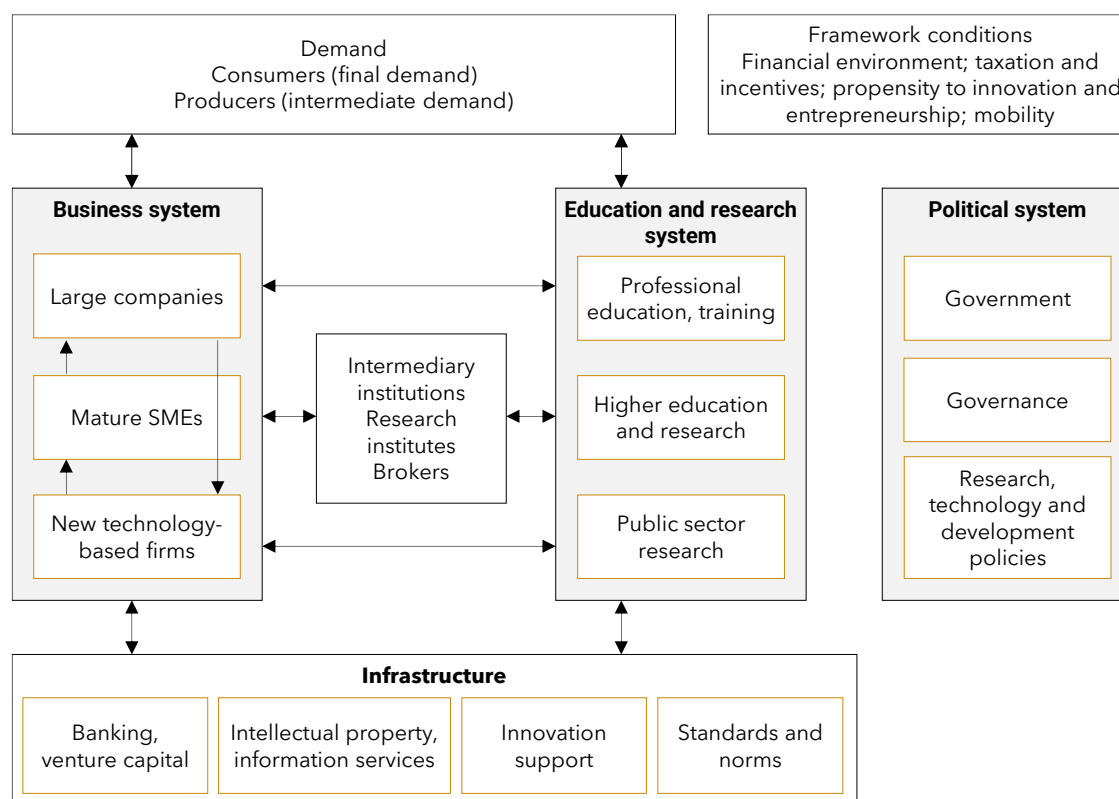 Demand
Consumers (final demand)
Producers (intermediate demand)
Framework conditions
Financial environment; taxation and
incentives; propensity to innovation and
entrepreneurship; mobility
Business system
Large companies
Mature SMEs
New technology-
based firms
Intermediary
institutions
Research
institutes
Brokers
Education and research
system
Professional
education, training
Higher education
and research
Public sector
research
Political system
Government
Governance
Research,
technology and
development
policies
Infrastructure
Banking,
venture capital
Intellectual property,
information services
Innovation
support
Standards and
norms